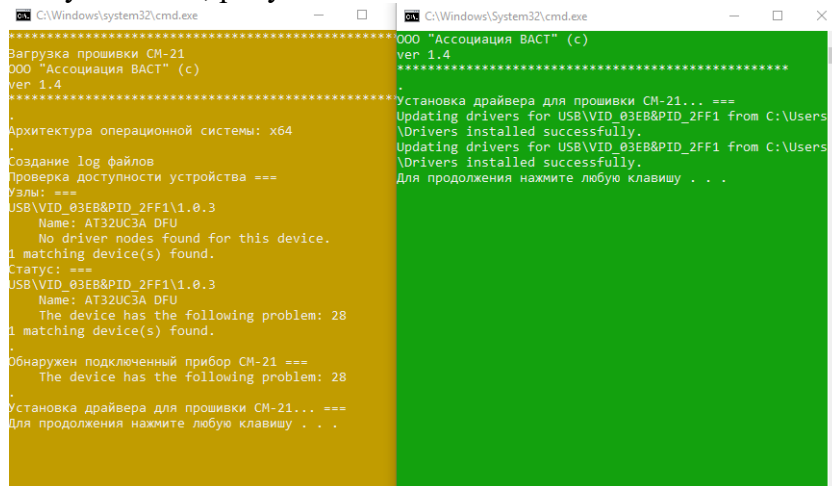 C:\Windows\system32\cmd.exe
**************************************************
Загрузка прошивки СМ-21
ООО "Ассоциация ВАСТ" (c)
ver 1.4
**************************************************
.
Архитектура операционной системы: x64
.
Создание log файлов
Проверка доступности устройства ===
Узлы: ===
USB\VID_03EB&PID_2FF1\1.0.3
Name: AT32UC3A DFU
No driver nodes found for this device.
1 matching device(s) found.
Статус: ===
USB\VID_03EB&PID_2FF1\1.0.3
Name: AT32UC3A DFU
The device has the following problem: 28
1 matching device(s) found.
.
Обнаружен подключенный прибор СМ-21 ===
The device has the following problem: 28
.
Установка драйвера для прошивки СМ-21... ===
Для продолжения нажмите любую клавишу . . .
C:\Windows\System32\cmd.exe
ООО "Ассоциация ВАСТ" (c)
ver 1.4
**************************************************
.
Установка драйвера для прошивки СМ-21... ===
Updating drivers for USB\VID_03EB&PID_2FF1 from C:\Users
\Drivers installed successfully.
Updating drivers for USB\VID_03EB&PID_2FF1 from C:\Users
\Drivers installed successfully.
Для продолжения нажмите любую клавишу . . .